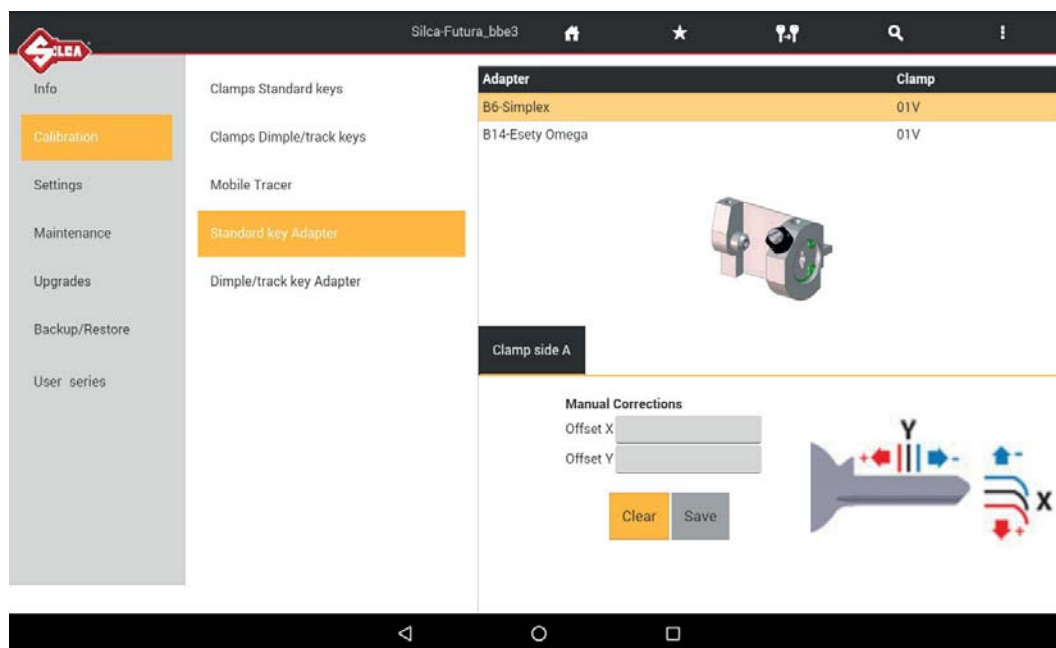 Silca-Futura_bbe3
SILCA
Info
Calibration
Settings
Maintenance
Upgrades
Backup/Restore
User series
Clamps Standard keys
Clamps Dimple/track keys
Mobile Tracer
Standard key Adapter
Dimple/track key Adapter
Adapter Clamp
B6-Simplex 01V
B14-Esety Omega 01V
Clamp side A
Manual Corrections
Offset X
Offset Y
Clear Save
Y
+ -
-
X
+